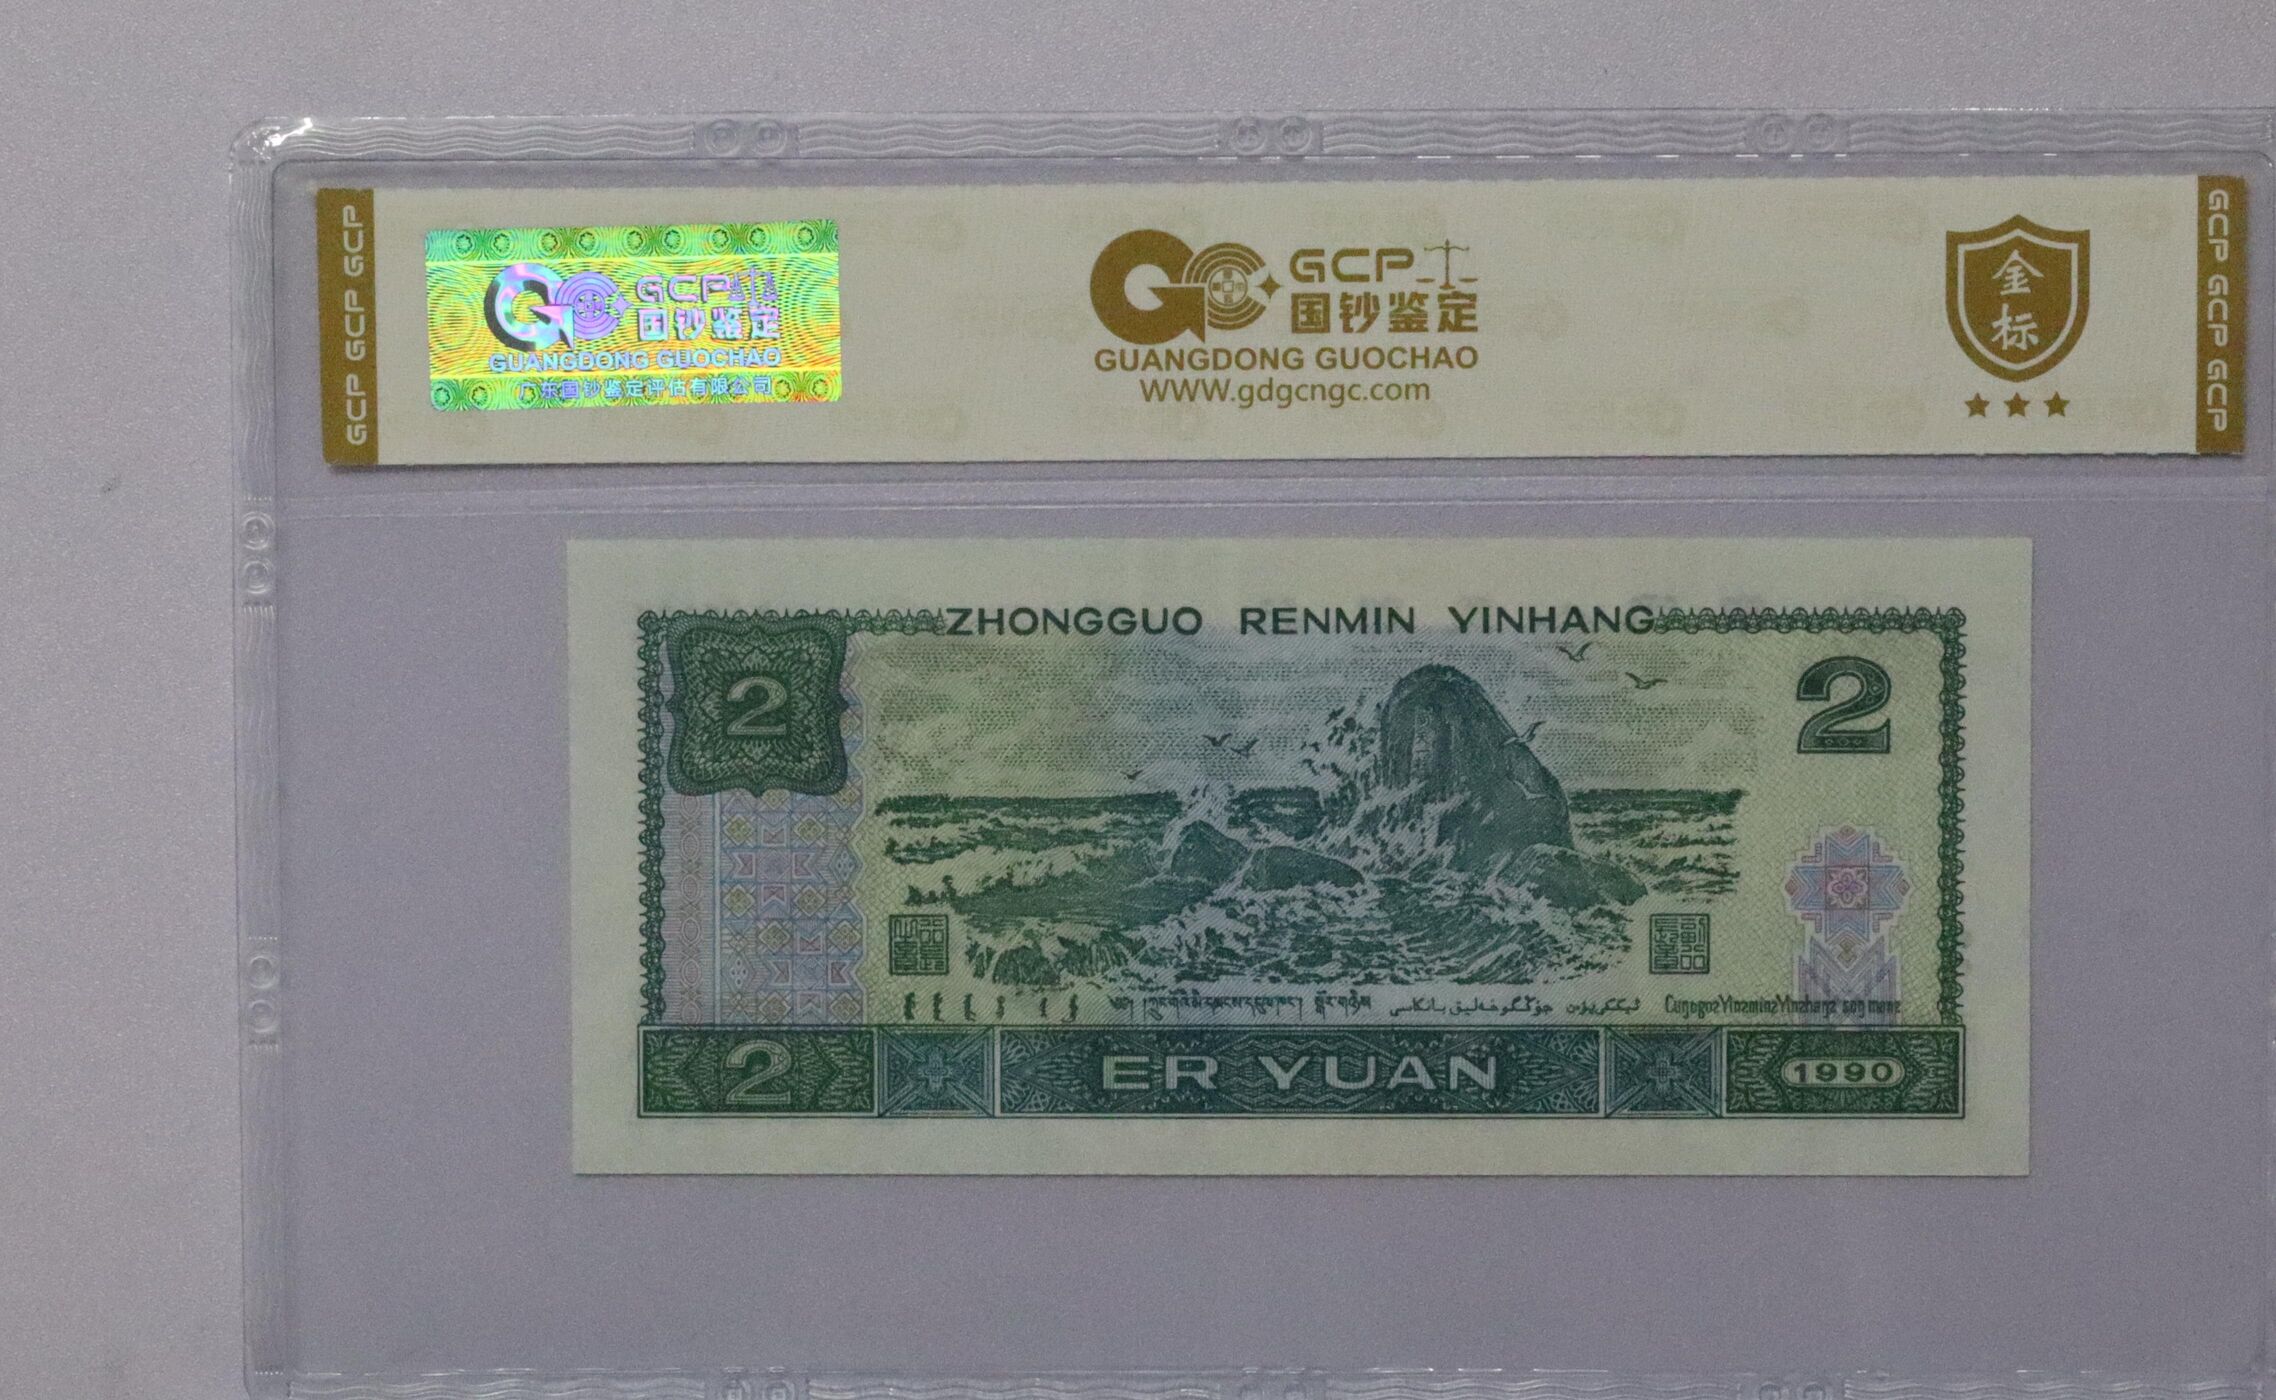 GCP GCP GCP
GCP
国钞鉴定
GUANGDONG GUOCHAO
广东国钞鉴定评估有限公司
GCP
国钞鉴定
GUANGDONG GUOCHAO
WWW.gdgcngc.com
金
标
GCP GCP GCP
ZHONGGUO RENMIN YINHANG
2
2
2
ER YUAN
1990